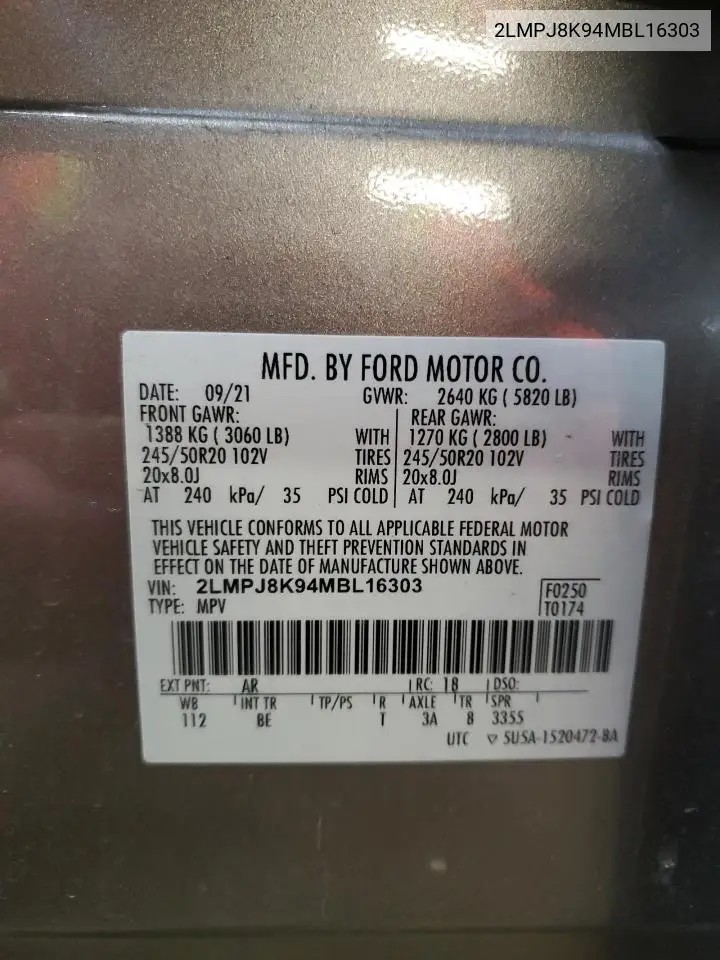 2LMPJ8K94MBL16303
MFD. BY FORD MOTOR CO.
DATE: 09/21 GVWR: 2640 KG ( 5820 LB)
FRONT GAWR: REAR GAWR:
1388 KG ( 3060 LB) WITH 1270 KG ( 2800 LB) WITH
245/50R20 102V TIRES 245/50R20 102V TIRES
20x8.0J RIMS 20x8.0J RIMS
AT 240 kPa/ 35 PSI COLD AT 240 kPa/ 35 PSI COLD
THIS VEHICLE CONFORMS TO ALL APPLICABLE FEDERAL MOTOR
VEHICLE SAFETY AND THEFT PREVENTION STANDARDS IN
EFFECT ON THE DATE OF MANUFACTURE SHOWN ABOVE.
VIN: 2LMPJ8K94MBL16303 F0250
TYPE: MPV T0174
EXT PNT: AR RC: 18 DSO:
WB INT TR TP/PS R AXLE TR SPR
112 BE T 3A 8 3355
UTC ▽ 5U5A-1520472-BA